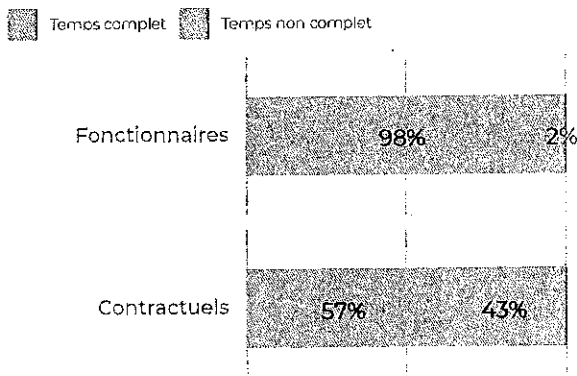 Temps complet Temps non complet
Fonctionnaires 98% 2%
Contractuels 57% 43%